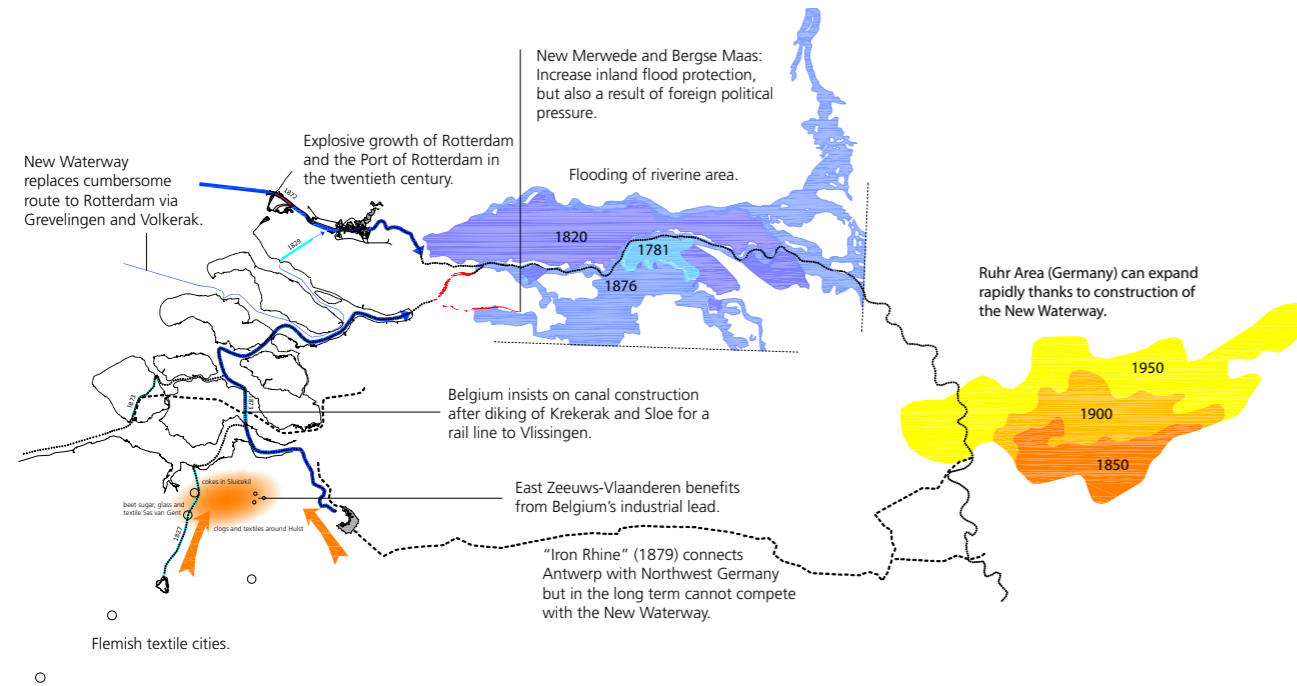 New Merwede and Bergse Maas:
Increase inland flood protection,
but also a result of foreign political
pressure.
Explosive growth of Rotterdam
and the Port of Rotterdam in
the twentieth century.
New Waterway
replaces cumbersome
route to Rotterdam via
Grevelingen and Volkerak.
Flooding of riverine area.
1872
1829
1820
1781
1876
Ruhr Area (Germany) can expand
rapidly thanks to construction of
the New Waterway.
1950
1900
1850
1873
Belgium insists on canal construction
after diking of Krekerak and Sloe for a
rail line to Vlissingen.
cokes in Sluicekil
beet sugar, glass and
textile Sas van Gent
clogs and textiles around Hulst
1827
East Zeeuws-Vlaanderen benefits
from Belgium's industrial lead.
"Iron Rhine" (1879) connects
Antwerp with Northwest Germany
but in the long term cannot compete
with the New Waterway.
Flemish textile cities.